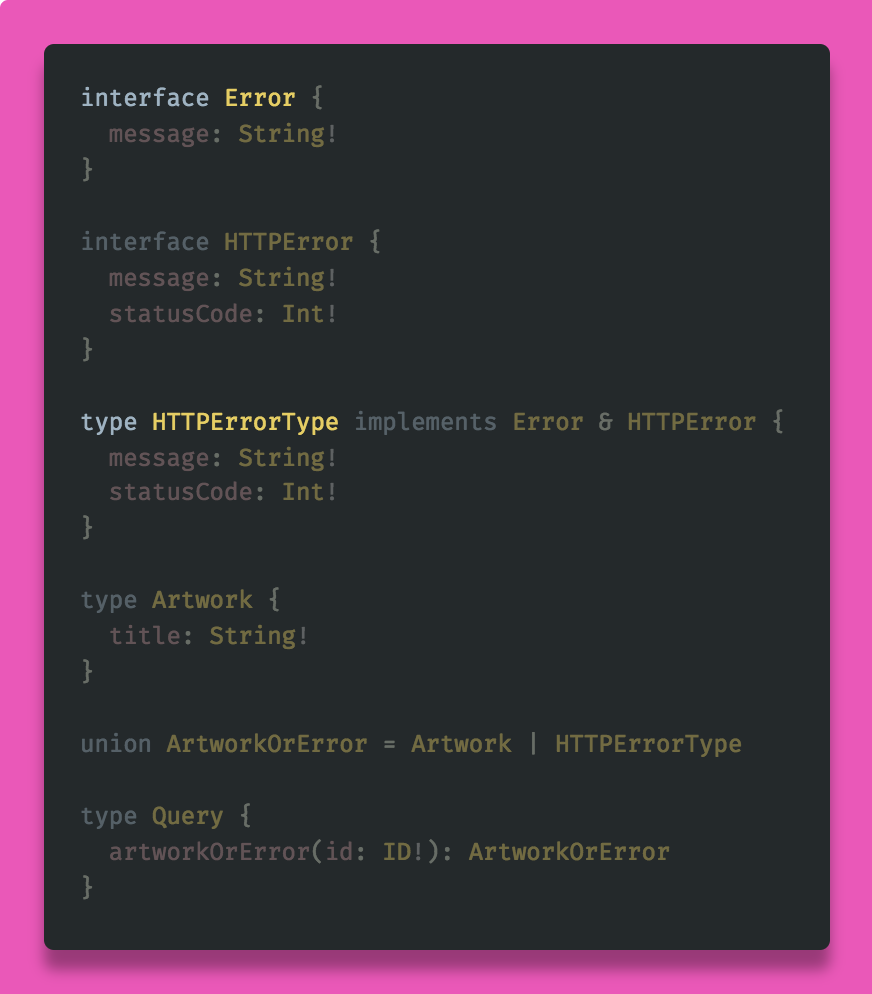 interface Error {
  message: String!
}

interface HTTPError {
  message: String!
  statusCode: Int!
}

type HTTPErrorType implements Error & HTTPError {
  message: String!
  statusCode: Int!
}

type Artwork {
  title: String!
}

union ArtworkOrError = Artwork | HTTPErrorType

type Query {
  artworkOrError(id: ID!): ArtworkOrError
}